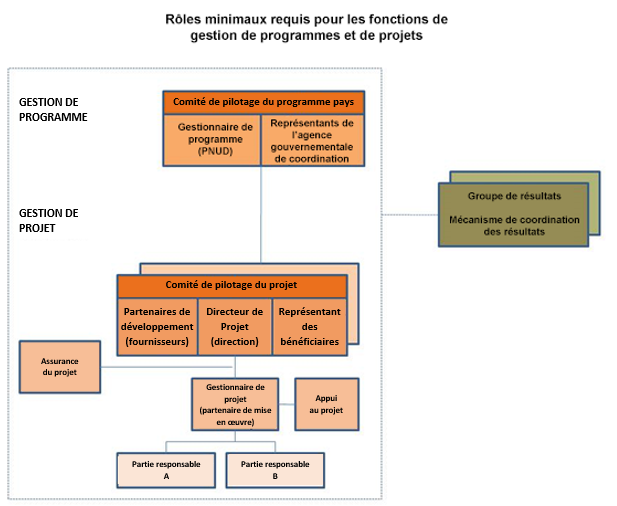 Rôles minimaux requis pour les fonctions de
gestion de programmes et de projets
GESTION DE
PROGRAMME
Comité de pilotage du programme pays
Gestionnaire de
programme
(PNUD)
Représentants de
l'agence
gouvernementale
de coordination
GESTION DE
PROJET
Groupe de résultats
Mécanisme de coordination
des résultats
Comité de pilotage du projet
Partenaires de
développement
(fournisseurs)
Directeur de
Projet
(direction)
Représentant
des
bénéficiaires
Assurance
du projet
Gestionnaire de
projet
(partenaire de mise
en œuvre)
Appui
au projet
Partie responsable
A
Partie responsable
B